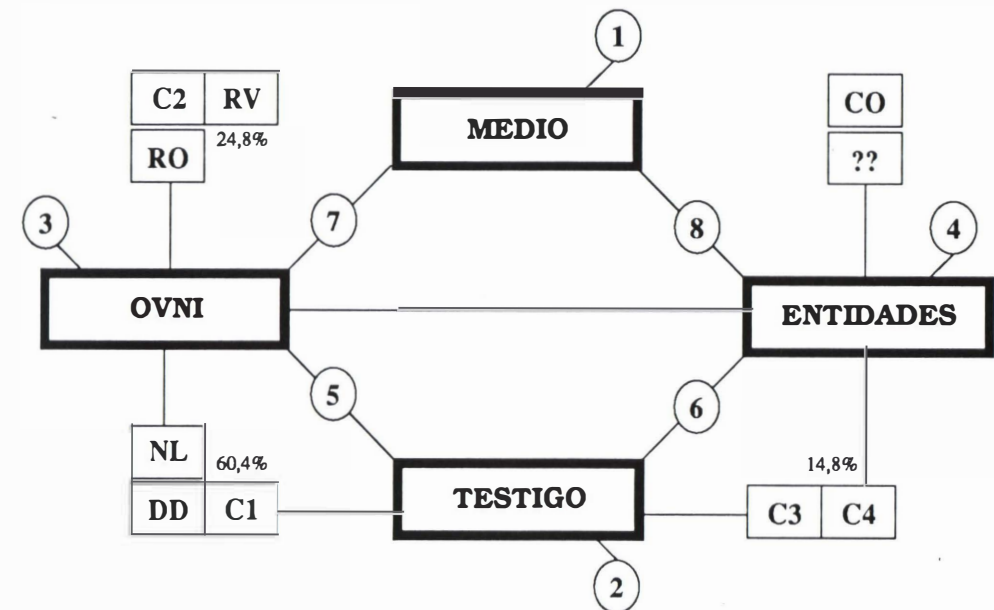 1
C2 RV
CO
MEDIO
24,8%
RO
??
3
7
8
4
OVNI
ENTIDADES
5
6
NL
60,4%
14,8%
TESTIGO
DD C1
C3 C4
2